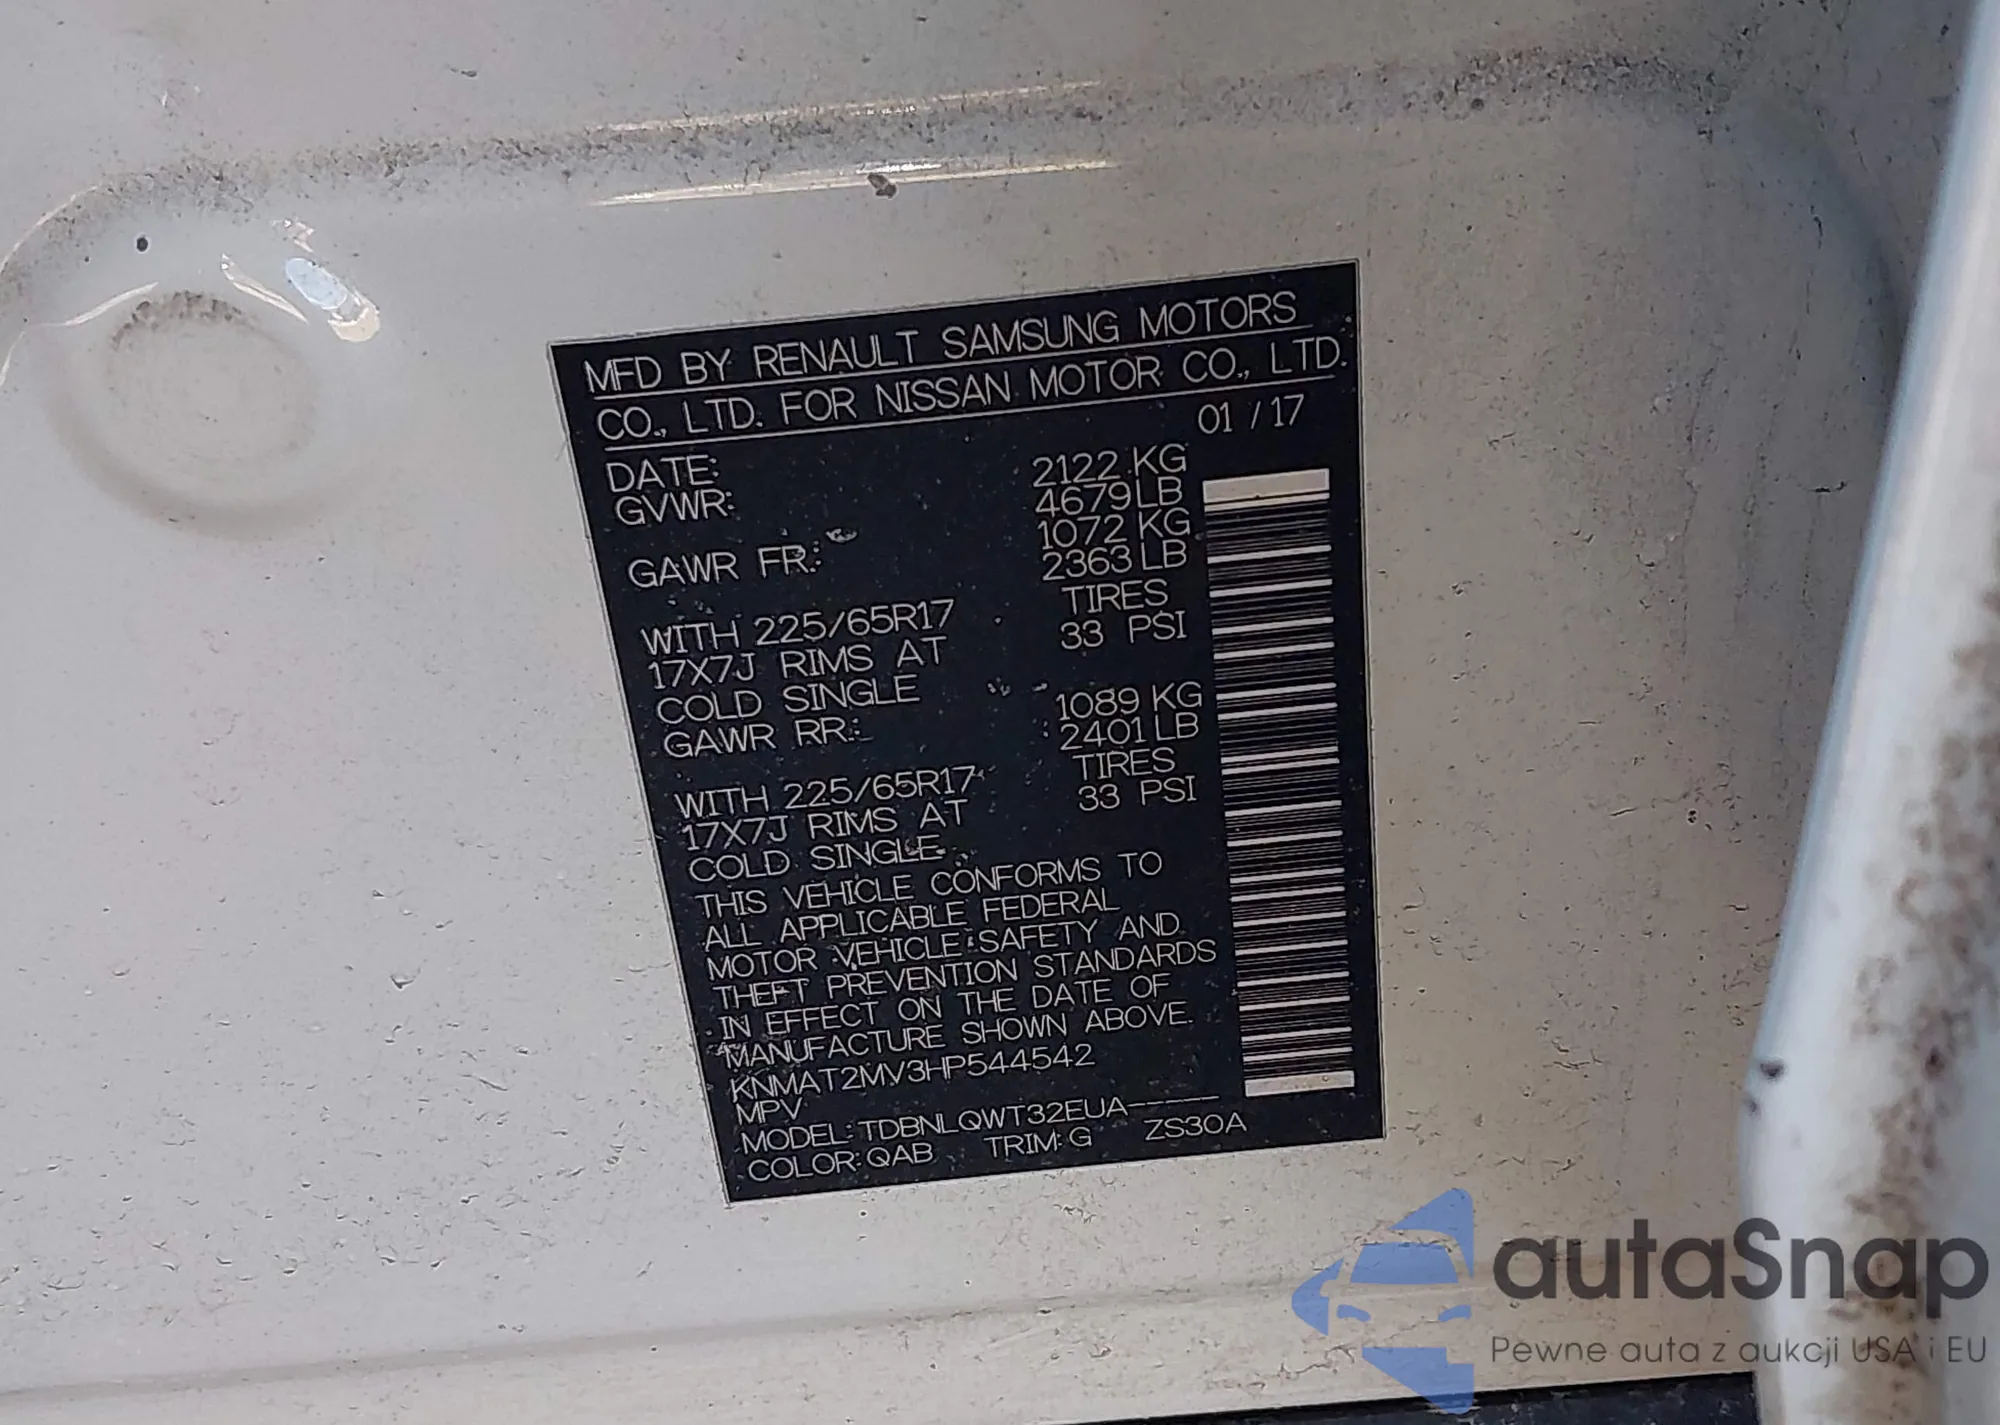 MFD BY RENAULT SAMSUNG MOTORS
CO., LTD. FOR NISSAN MOTOR CO., LTD.
DATE: 01 / 17
GVWR: 2122 KG
4679 LB
GAWR FR.: 1072 KG
2363 LB
WITH 225/65R17 TIRES
17X7J RIMS AT 33 PSI
COLD SINGLE
GAWR RR.: 1089 KG
2401 LB
WITH 225/65R17 TIRES
17X7J RIMS AT 33 PSI
COLD SINGLE
THIS VEHICLE CONFORMS TO
ALL APPLICABLE FEDERAL
MOTOR VEHICLE SAFETY AND
THEFT PREVENTION STANDARDS
IN EFFECT ON THE DATE OF
MANUFACTURE SHOWN ABOVE.
KNMAT2MV3HP544542
MPV
MODEL: TDBNLQWT32EUA-----
COLOR: QAB TRIM: G ZS30A
autaSnap
Pewne auta z aukcji USA i EU